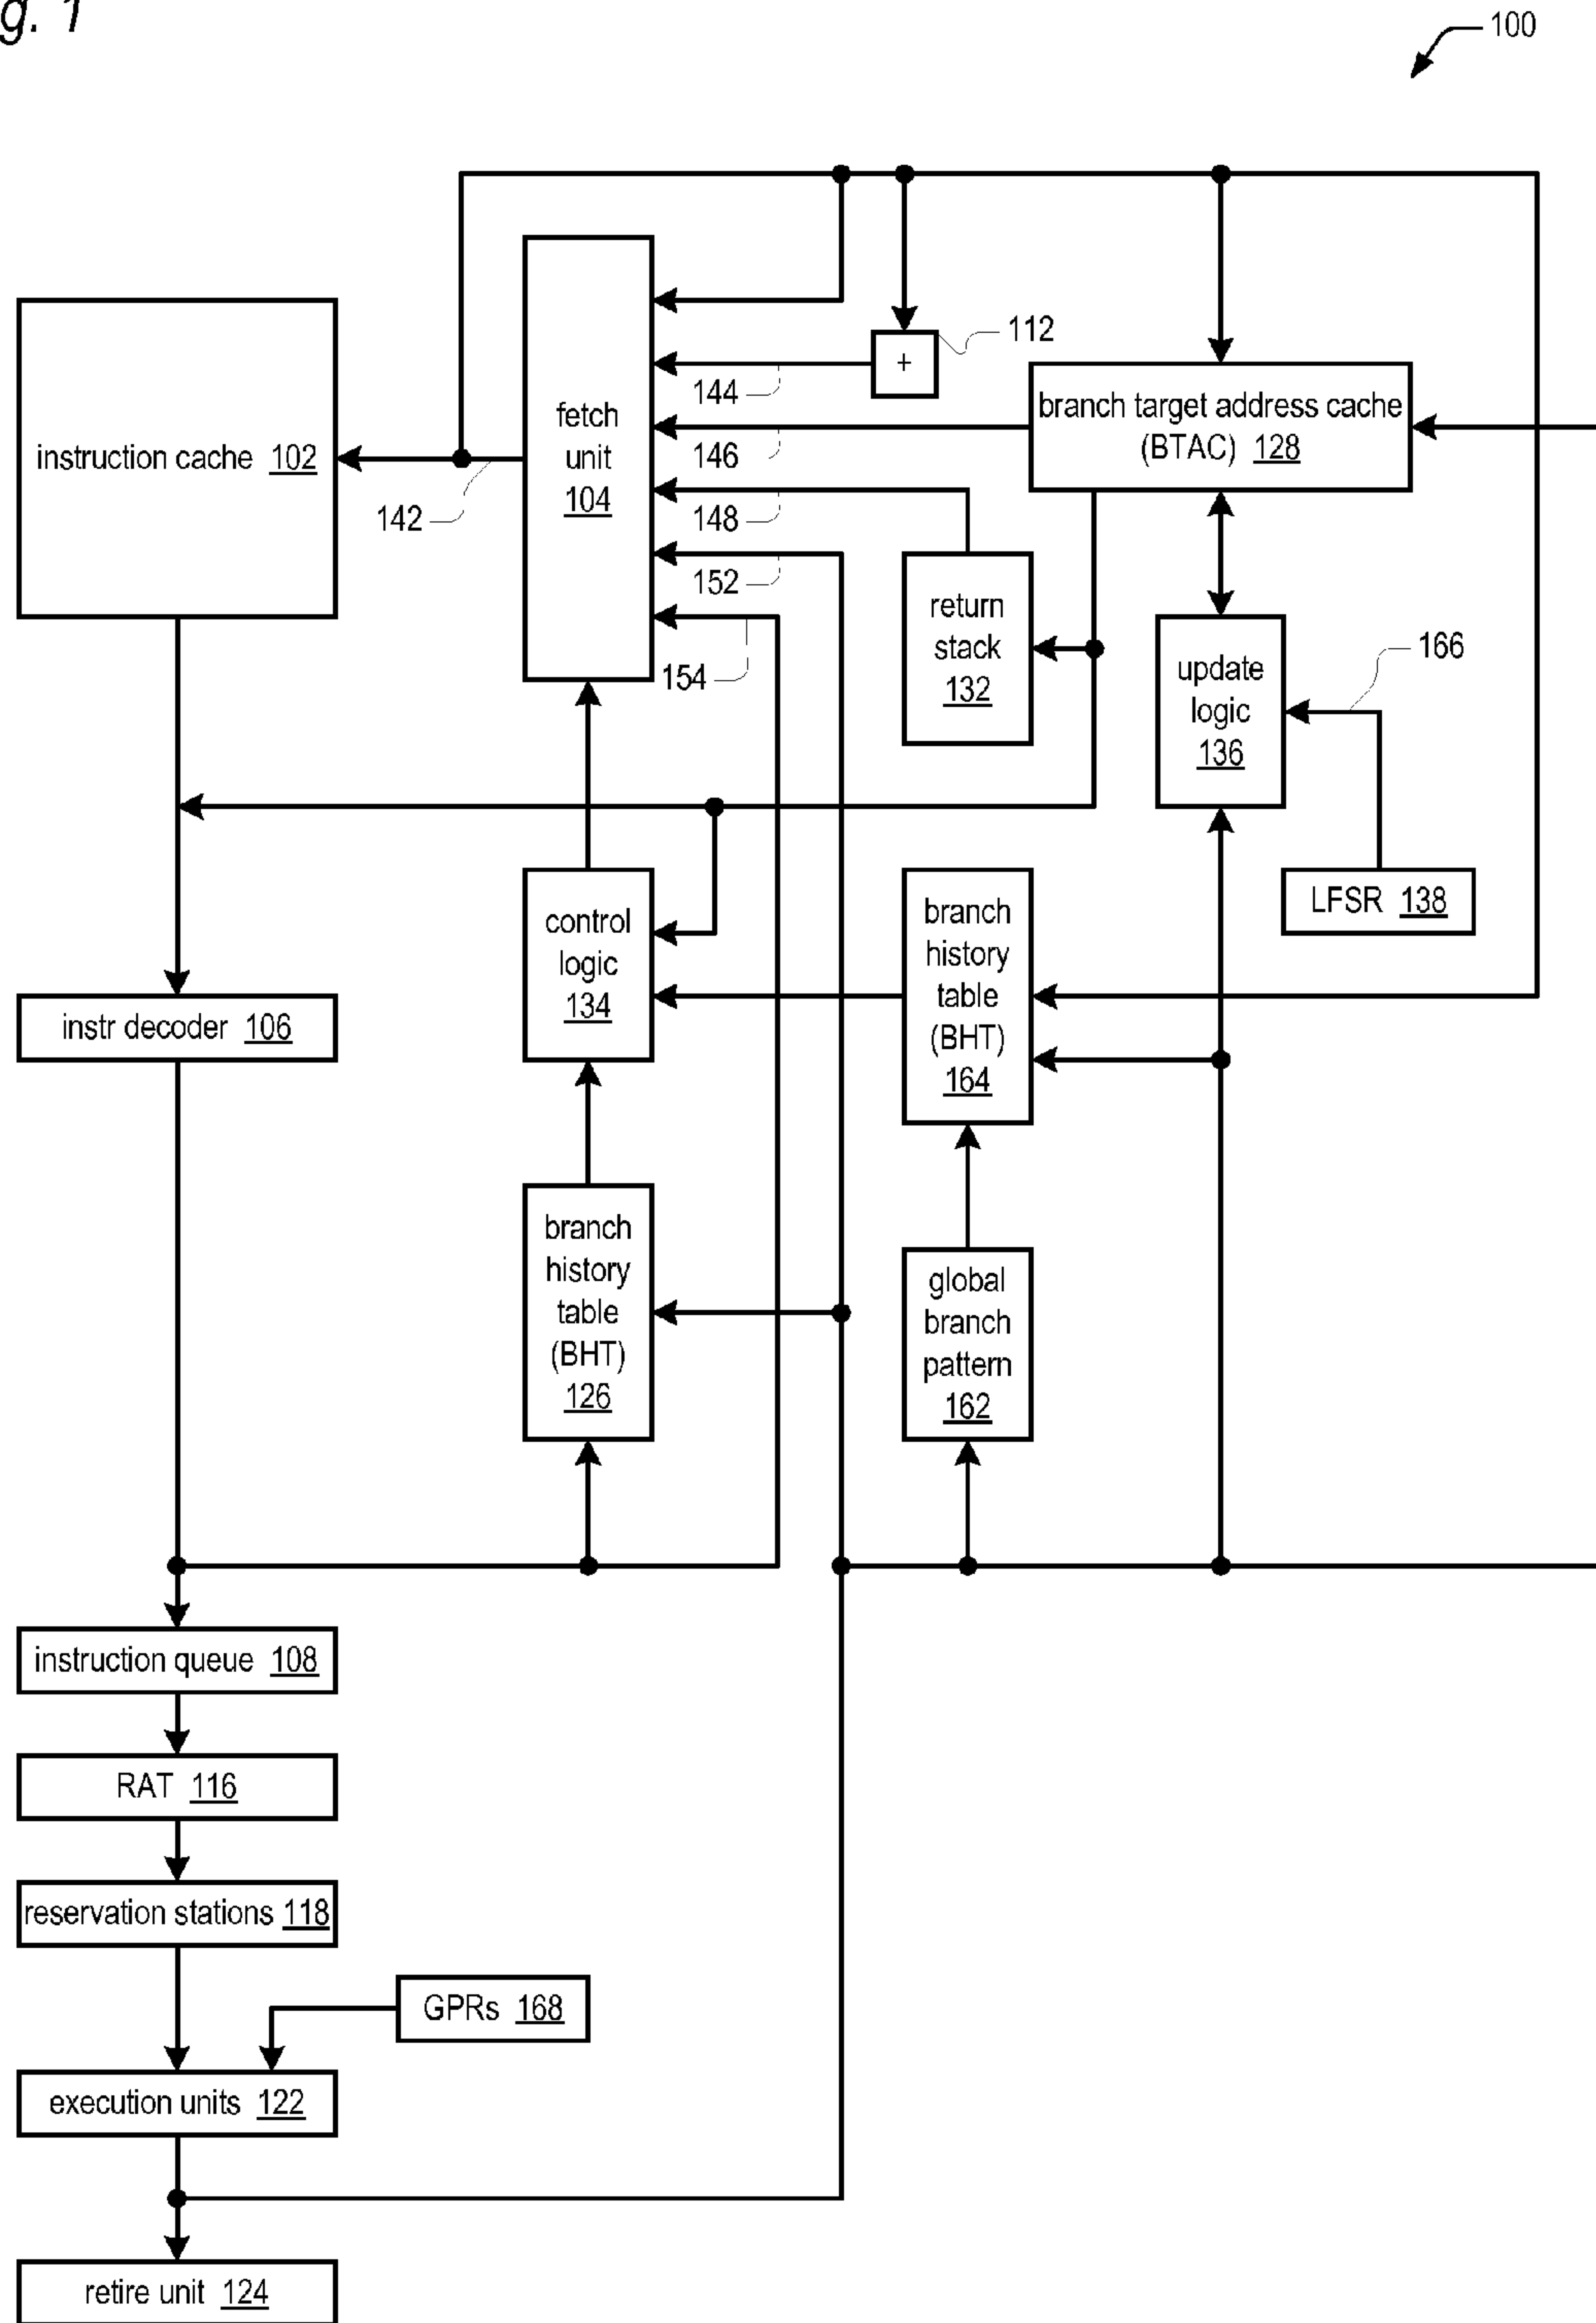 g. 1
100
112
instruction cache 102
142
fetch
unit
104
+
144
146
148
152
154
branch target address cache
(BTAC) 128
return
stack
132
update
logic
136
166
LFSR 138
control
logic
134
branch
history
table
(BHT)
164
instr decoder 106
branch
history
table
(BHT)
126
global
branch
pattern
162
instruction queue 108
RAT 116
reservation stations 118
GPRs 168
execution units 122
retire unit 124